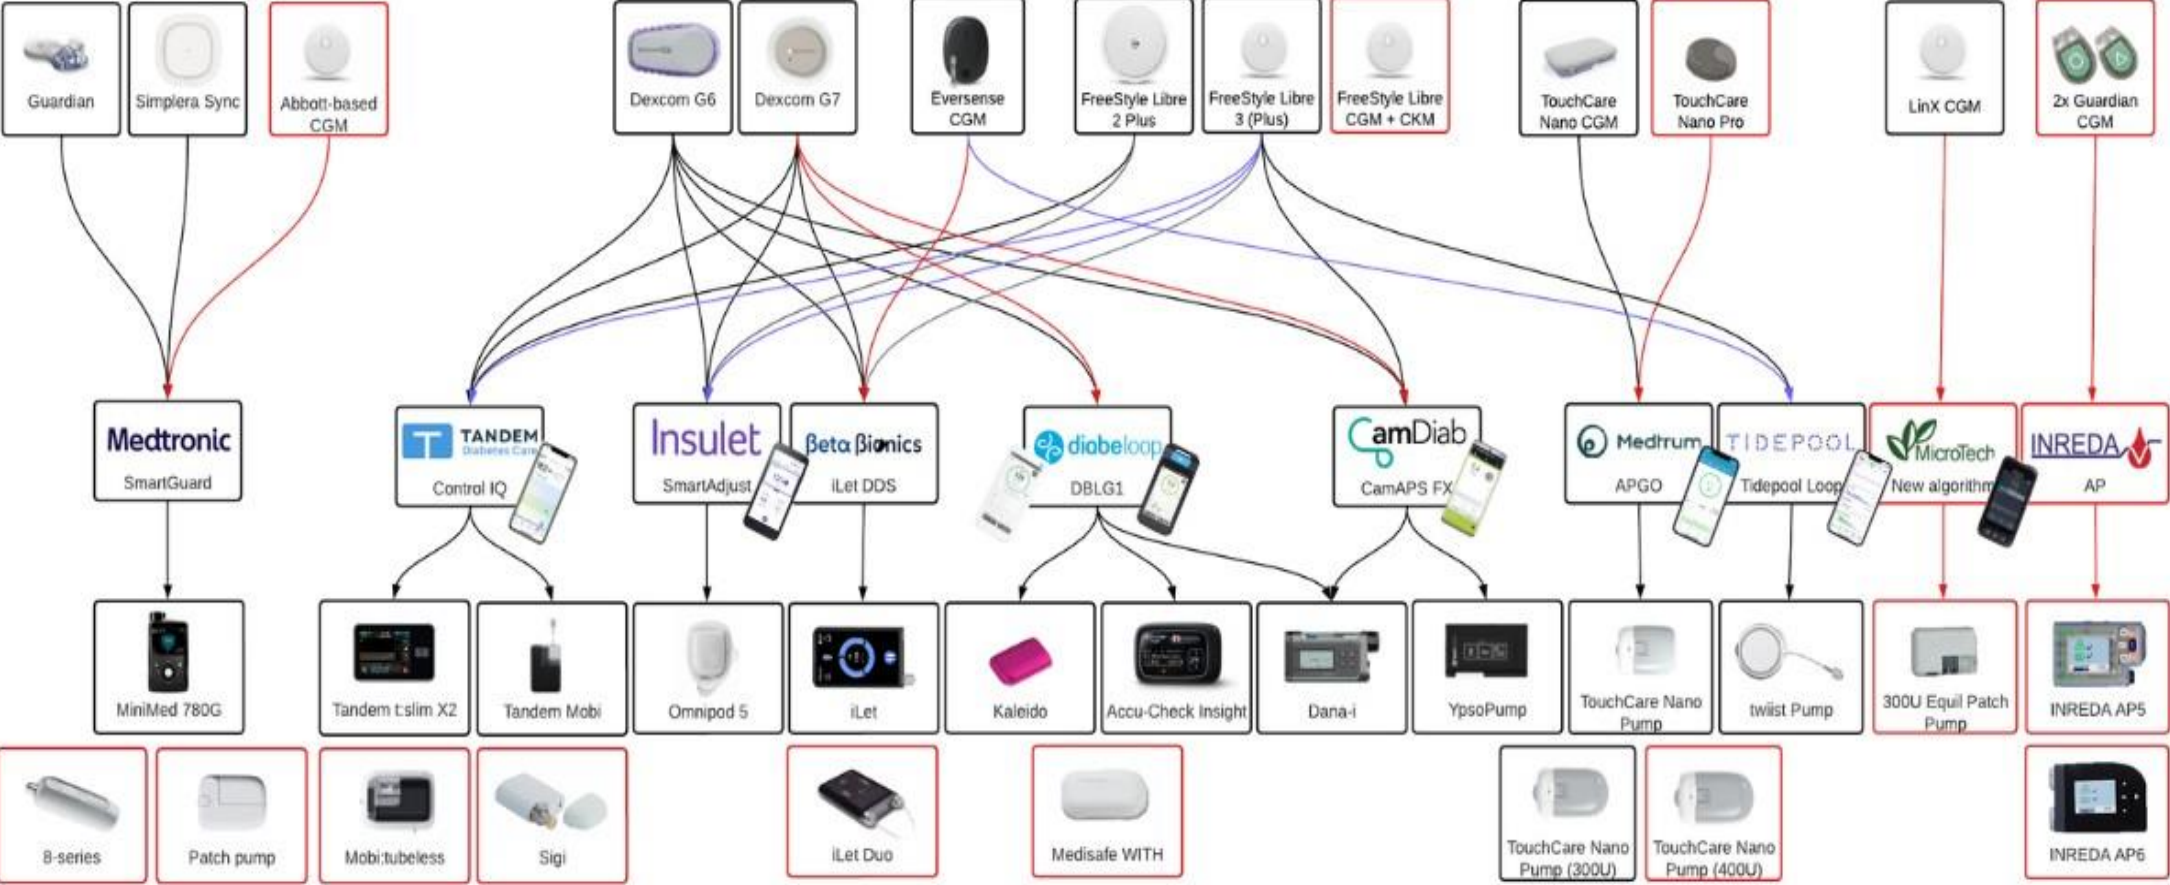 Guardian
Simplera Sync
Abbott-based
CGM
Dexcom G6
Dexcom G7
Eversense
CGM
FreeStyle Libre
2 Plus
FreeStyle Libre
3 (Plus)
FreeStyle Libre
CGM + CKM
TouchCare
Nano CGM
TouchCare
Nano Pro
LinX CGM
2x Guardian
CGM
Medtronic
SmartGuard
TANDEM
Diabetes Care
Control IQ
Insulet
SmartAdjust
Beta Bionics
iLet DDS
diabeloop
DBLG1
CamDiab
CamAPS FX
Medtrum
APGO
TIDEPOOL
Tidepool Loop
MicroTech
New algorithm
INREDA
AP
MiniMed 780G
Tandem t:slim X2
Tandem Mobi
Omnipod 5
iLet
Kaleido
Accu-Check Insight
Dana-i
YpsoPump
TouchCare Nano
Pump
twiist Pump
300U Equil Patch
Pump
INREDA AP5
8-series
Patch pump
Mobi:tubeless
Sigi
iLet Duo
Medisafe WITH
TouchCare Nano
Pump (300U)
TouchCare Nano
Pump (400U)
INREDA AP6